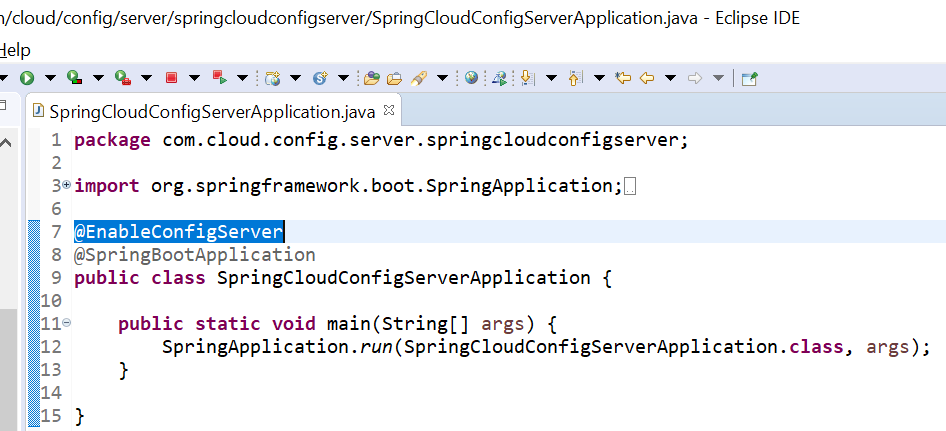 n/cloud/config/server/springcloudconfigserver/SpringCloudConfigServerApplication.java - Eclipse IDE
Help
SpringCloudConfigServerApplication.java
1 package com.cloud.config.server.springcloudconfigserver;
2
3 import org.springframework.boot.SpringApplication;
6
7 @EnableConfigServer
8 @SpringBootApplication
9 public class SpringCloudConfigServerApplication {
10
11 public static void main(String[] args) {
12 SpringApplication.run(SpringCloudConfigServerApplication.class, args);
13 }
14
15 }